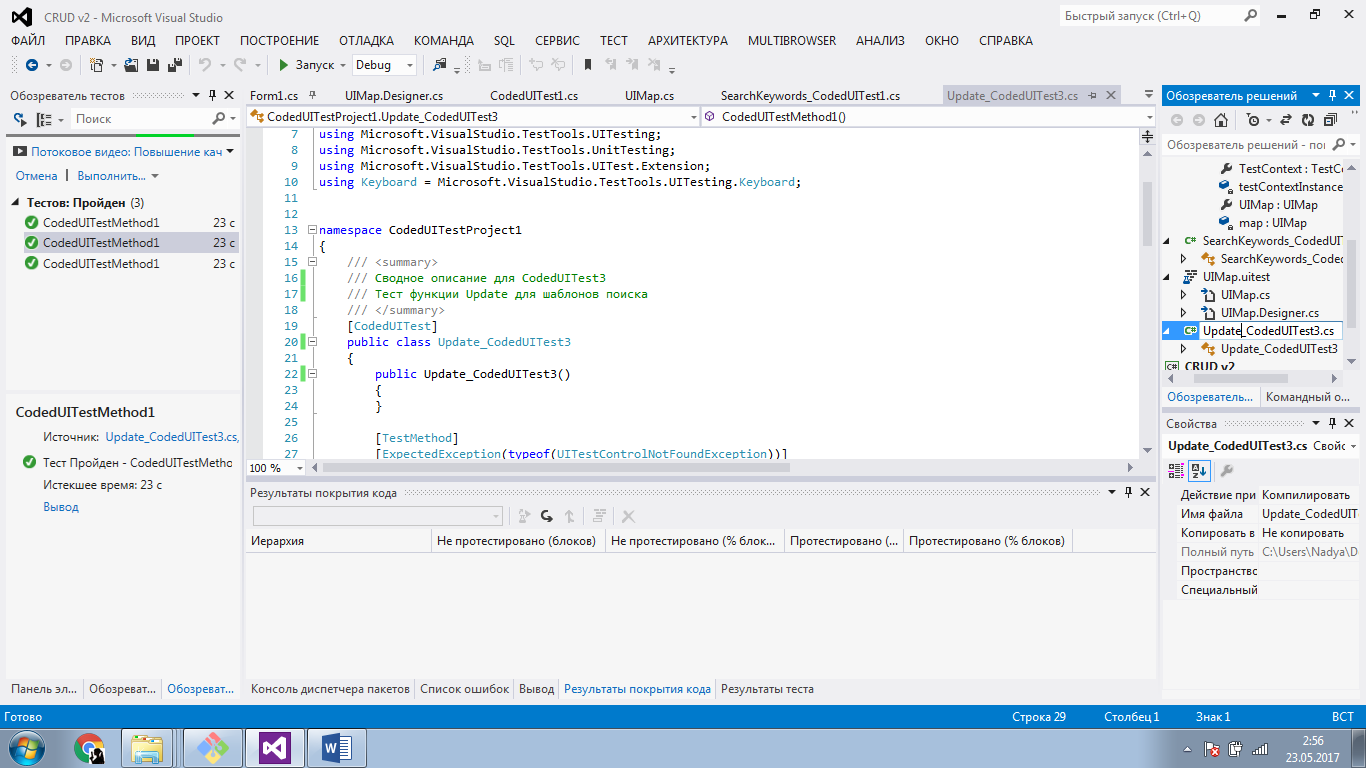 CRUD v2 - Microsoft Visual Studio
Быстрый запуск (Ctrl+Q)
ФАЙЛ ПРАВКА ВИД ПРОЕКТ ПОСТРОЕНИЕ ОТЛАДКА КОМАНДА SQL СЕРВИС ТЕСТ АРХИТЕКТУРА MULTIBROWSER АНАЛИЗ ОКНО СПРАВКА
Запуск Debug
Обозреватель тестов
Поиск
Потоковое видео: Повышение кач
Отмена | Выполнить...
Тестов: Пройден (3)
CodedUITestMethod1 23 с
CodedUITestMethod1 23 с
CodedUITestMethod1 23 с
CodedUITestMethod1
Источник: Update_CodedUITest3.cs,
Тест Пройден - CodedUITestMetho
Истекшее время: 23 с
Вывод
Панель эл... Обозреват... Обозреват...
Form1.cs UIMap.Designer.cs CodedUITest1.cs UIMap.cs SearchKeywords_CodedUITest1.cs Update_CodedUITest3.cs
CodedUITestProject1.Update_CodedUITest3 CodedUITestMethod1()
7 using Microsoft.VisualStudio.TestTools.UITesting;
8 using Microsoft.VisualStudio.TestTools.UnitTesting;
9 using Microsoft.VisualStudio.TestTools.UITest.Extension;
10 using Keyboard = Microsoft.VisualStudio.TestTools.UITesting.Keyboard;
11
12
13 namespace CodedUITestProject1
14 {
15 /// <summary>
16 /// Сводное описание для CodedUITest3
17 /// Тест функции Update для шаблонов поиска
18 /// </summary>
19 [CodedUITest]
20 public class Update_CodedUITest3
21 {
22 public Update_CodedUITest3()
23 {
24 }
25
26 [TestMethod]
27 [ExpectedException(typeof(UITestControlNotFoundException))]
100 %
Результаты покрытия кода
Иерархия Не протестировано (блоков) Не протестировано (% блок... Протестировано (... Протестировано (% блоков)
Консоль диспетчера пакетов Список ошибок Вывод Результаты покрытия кода Результаты теста
Обозреватель решений
Обозреватель решений - пои
TestContext : TestCo
testContextInstance
UIMap : UIMap
map : UIMap
SearchKeywords_CodedUI
SearchKeywords_Coded
UIMap.uitest
UIMap.cs
UIMap.Designer.cs
Update_CodedUITest3.cs
Update_CodedUITest3
CRUD v2
Обозреватель... Командный о...
Свойства
Update_CodedUITest3.cs Свойс
Действие при Компилировать
Имя файла Update_CodedUIT
Копировать в Не копировать
Полный путь C:\Users\Nadya\D
Пространство
Специальный
Готово Строка 29 Столбец 1 Знак 1 ВСТ
2:56
23.05.2017